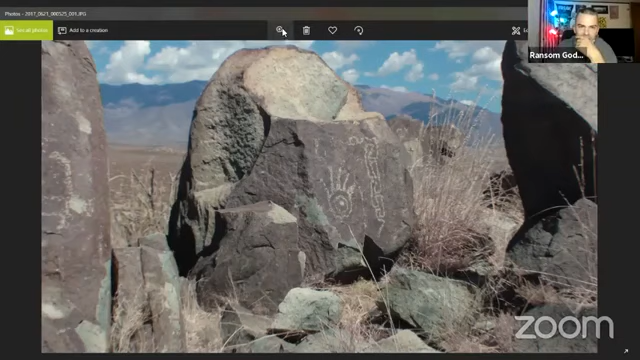 Photos - 2017_0621_000525_001.JPG
See all photos
Add to a creation
Ransom God...
zoom